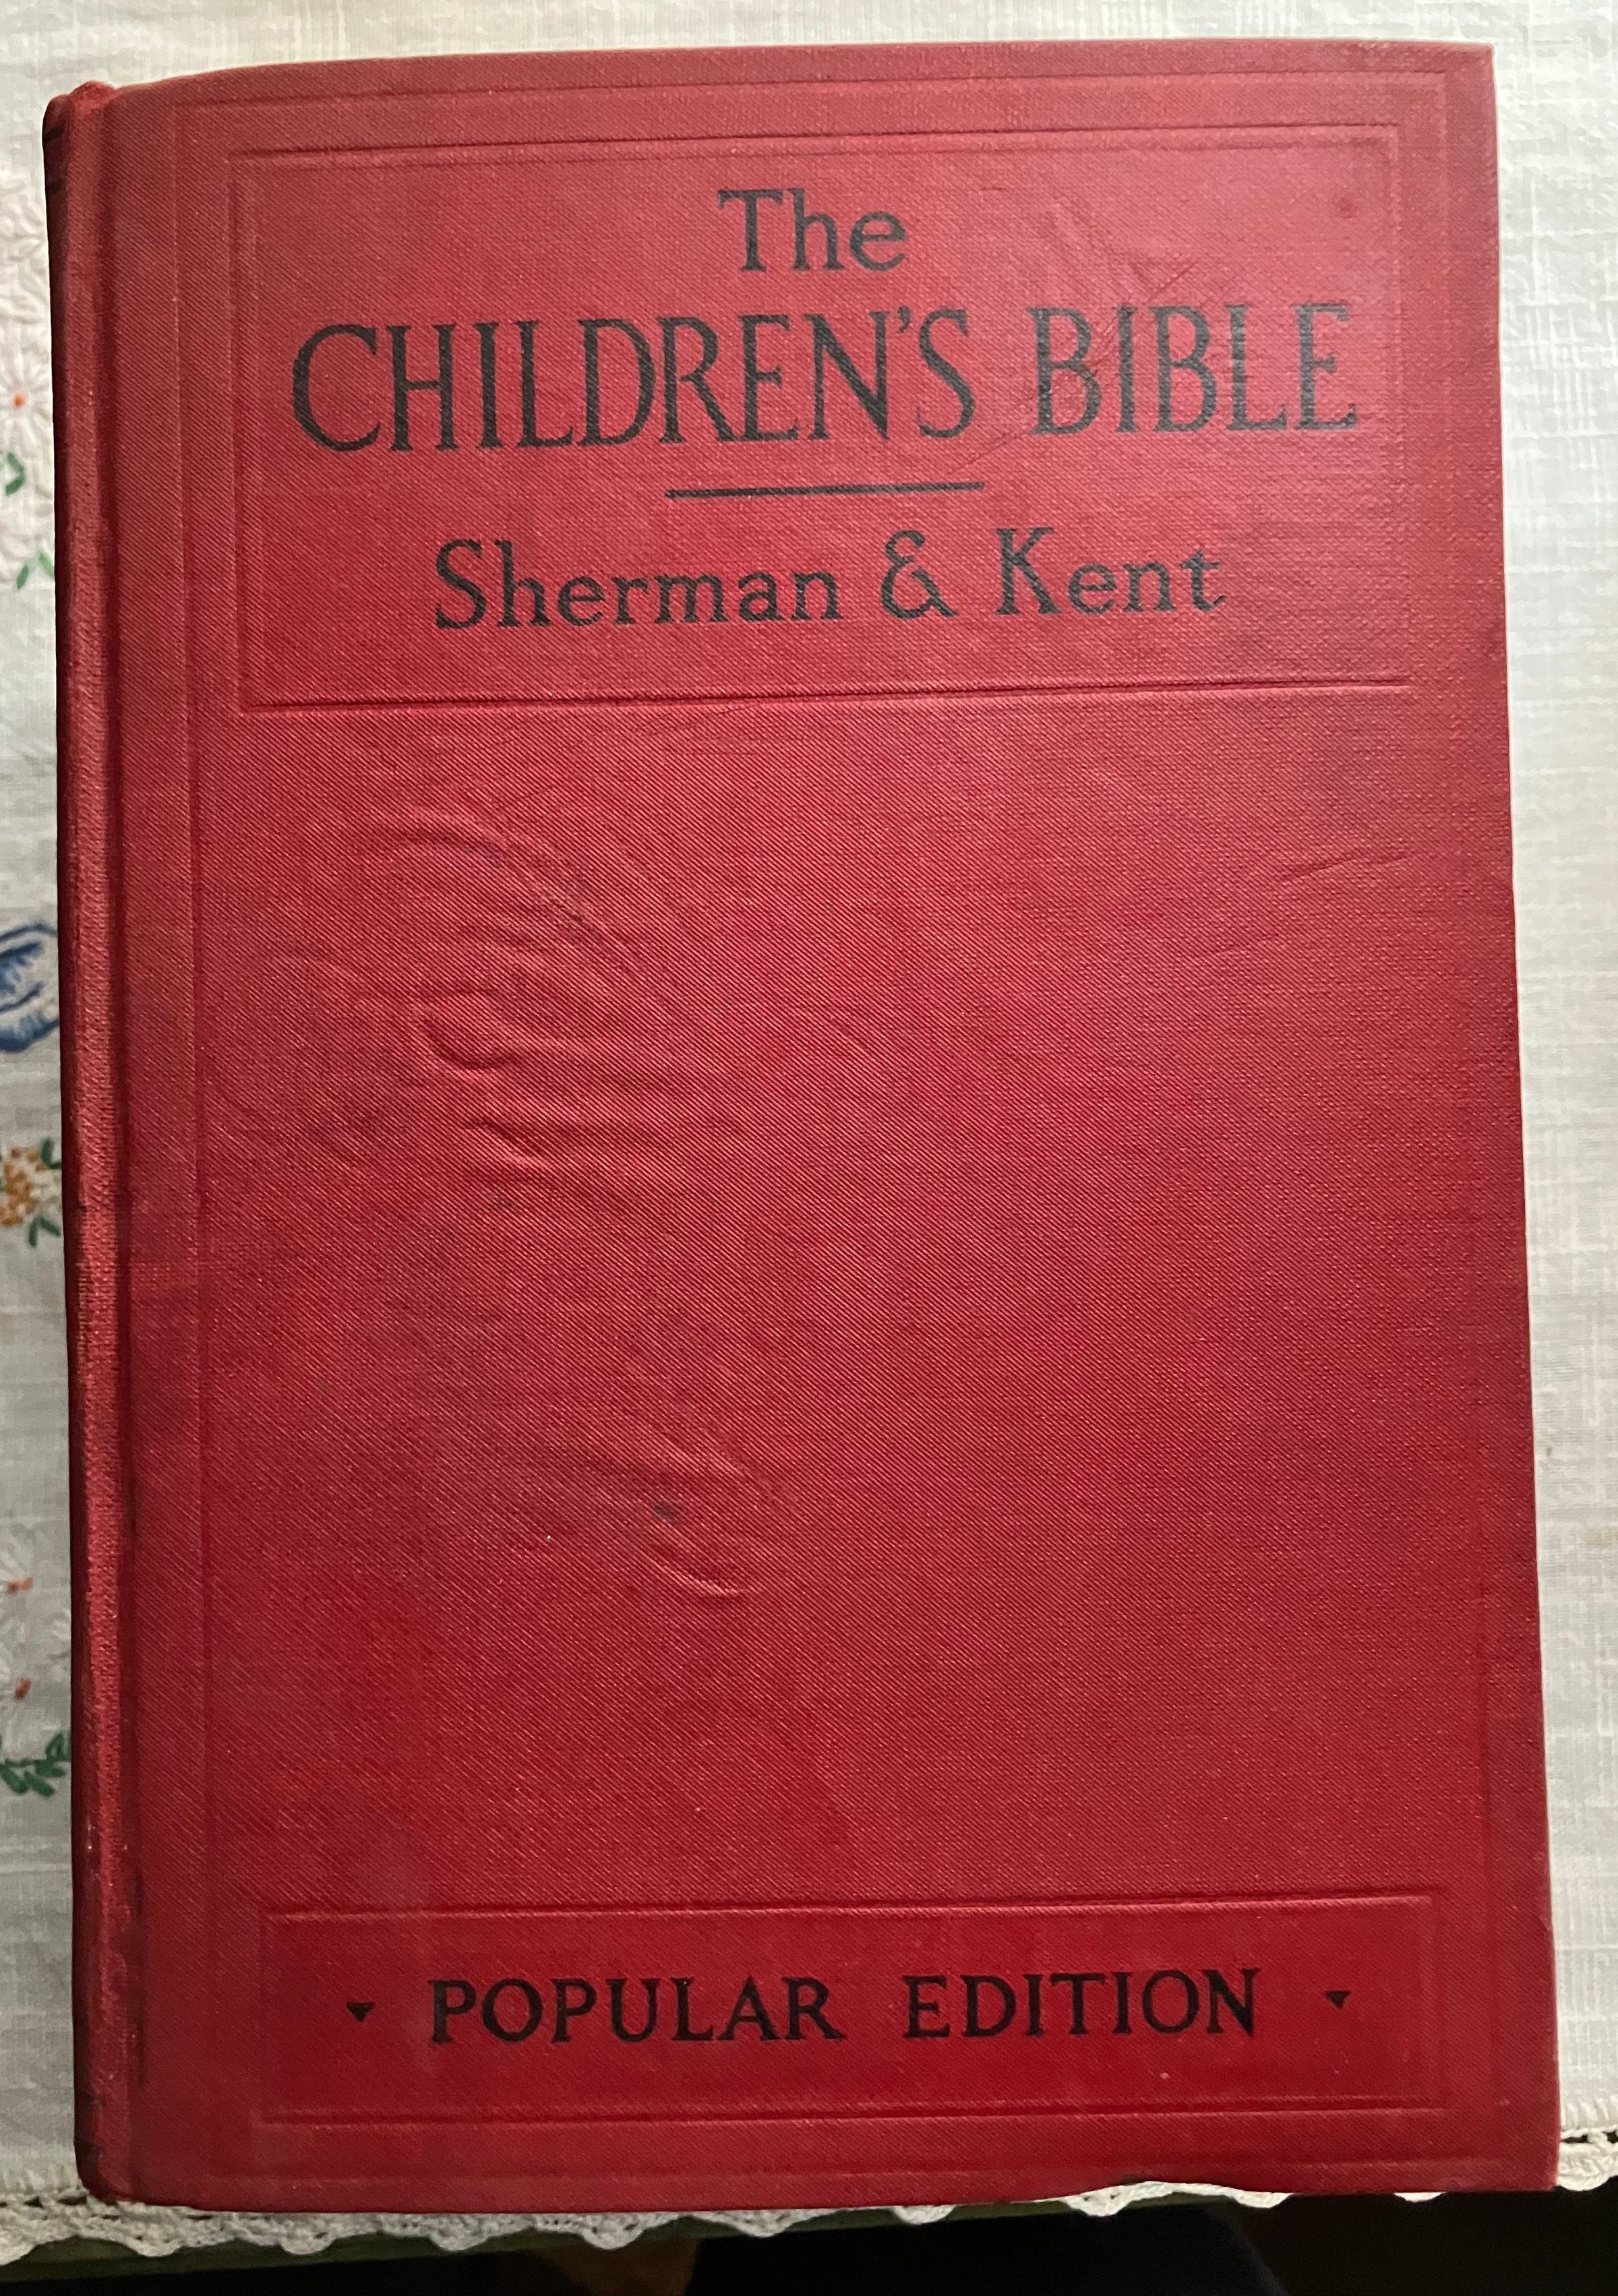 The
CHILDREN'S BIBLE
Sherman & Kent
POPULAR EDITION